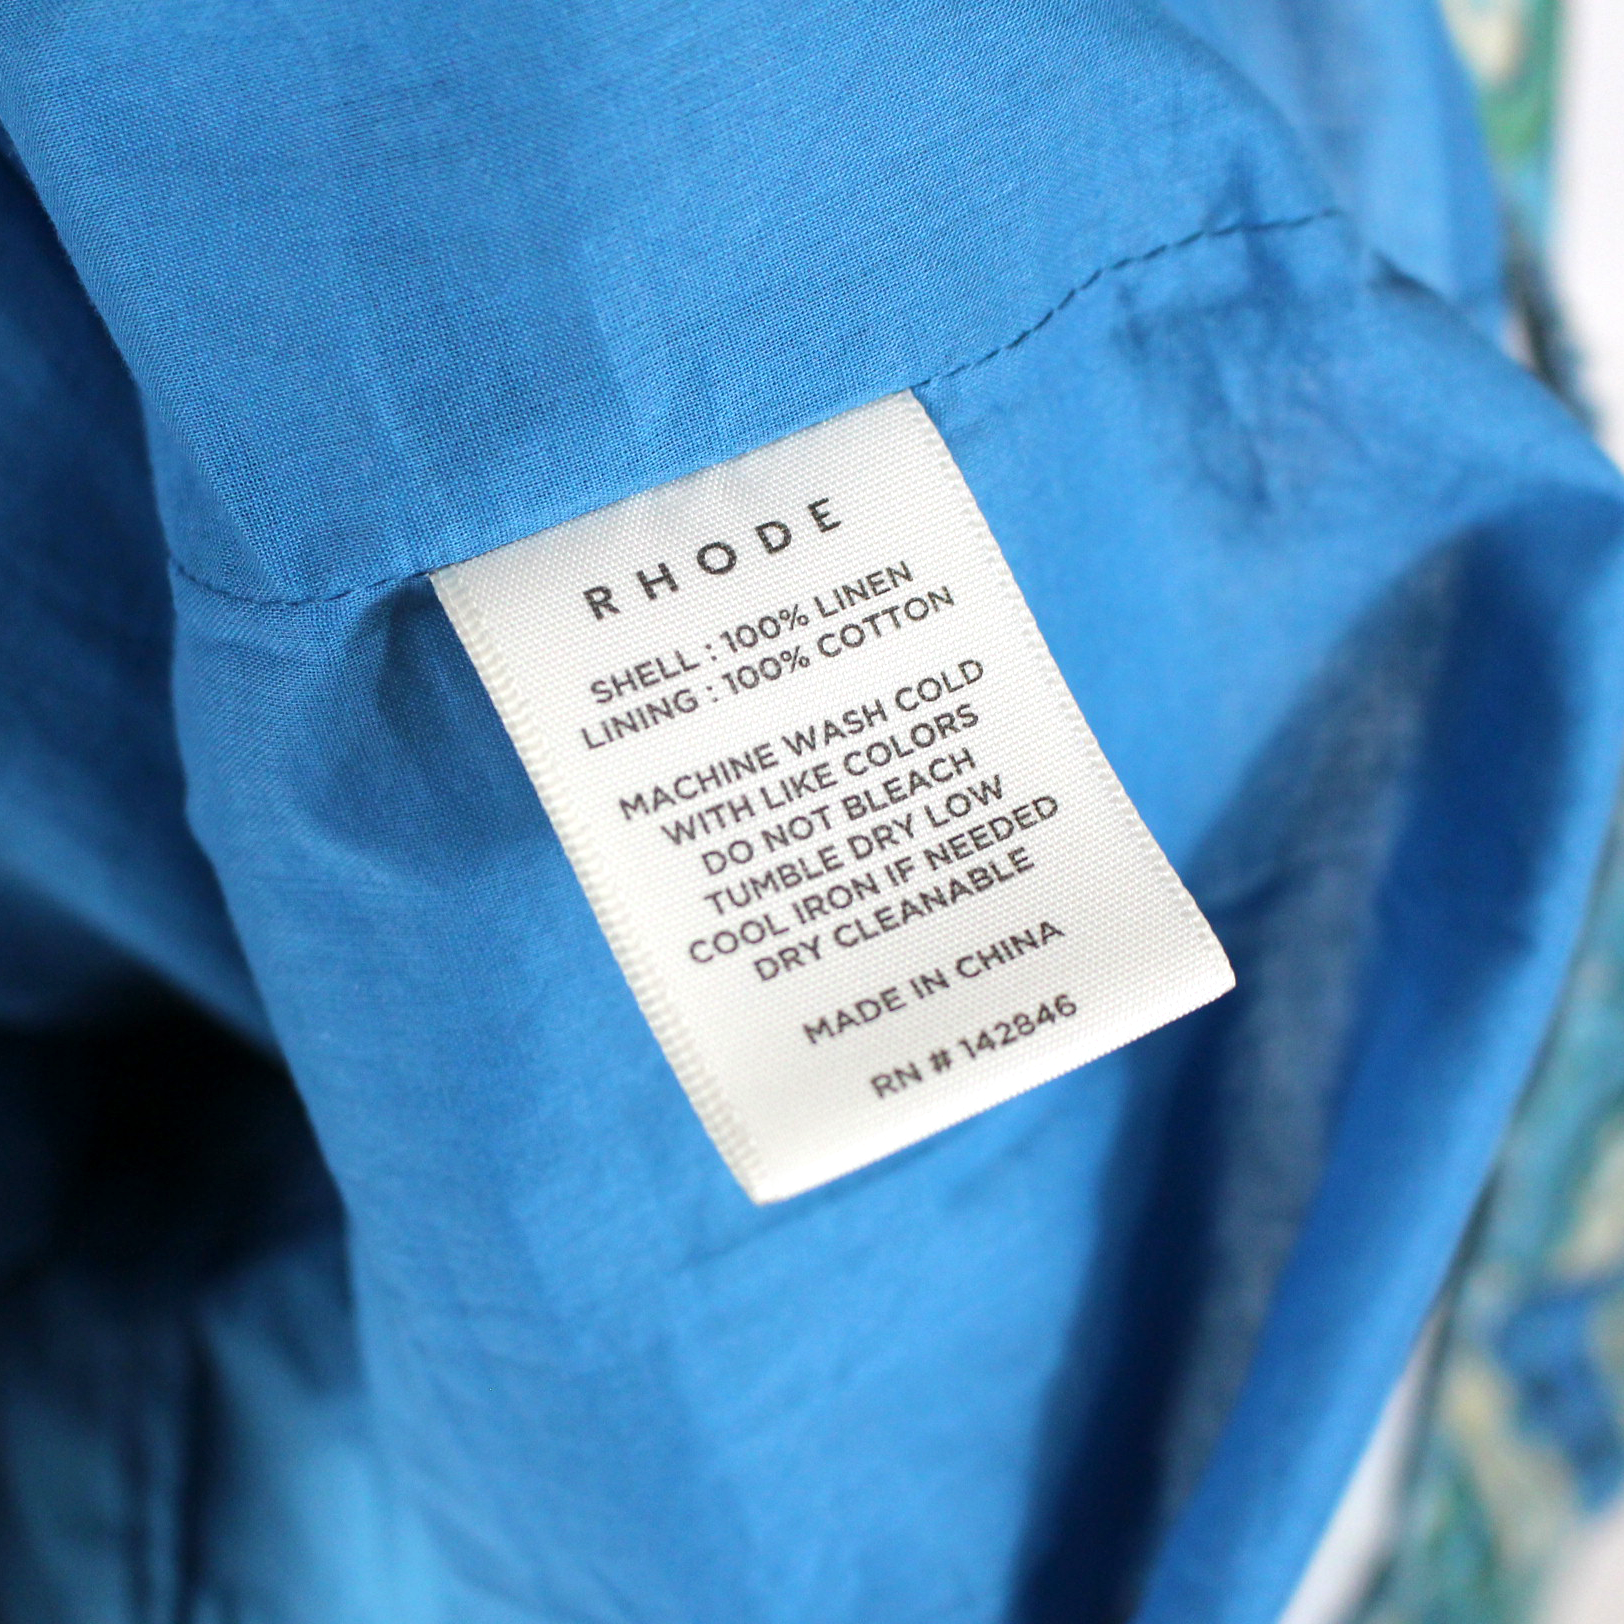 RHODE
SHELL : 100% LINEN
LINING : 100% COTTON
MACHINE WASH COLD
WITH LIKE COLORS
DO NOT BLEACH
TUMBLE DRY LOW
COOL IRON IF NEEDED
DRY CLEANABLE
MADE IN CHINA
RN # 142846